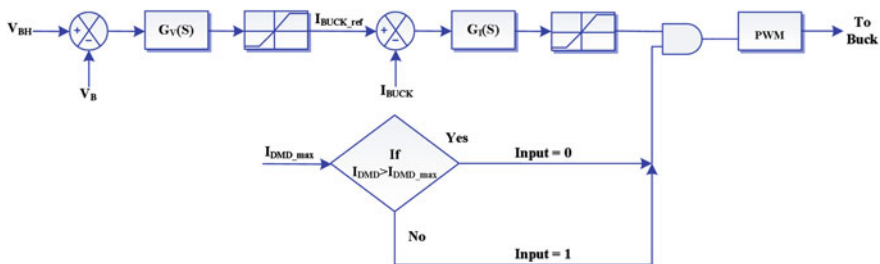 V_BH
+
−
V_B
G_V(S)
I_BUCK_ref
+
−
I_BUCK
G_I(S)
PWM
To
Buck
I_DMD_max
If
I_DMD>I_DMD_max
Yes
Input = 0
No
Input = 1